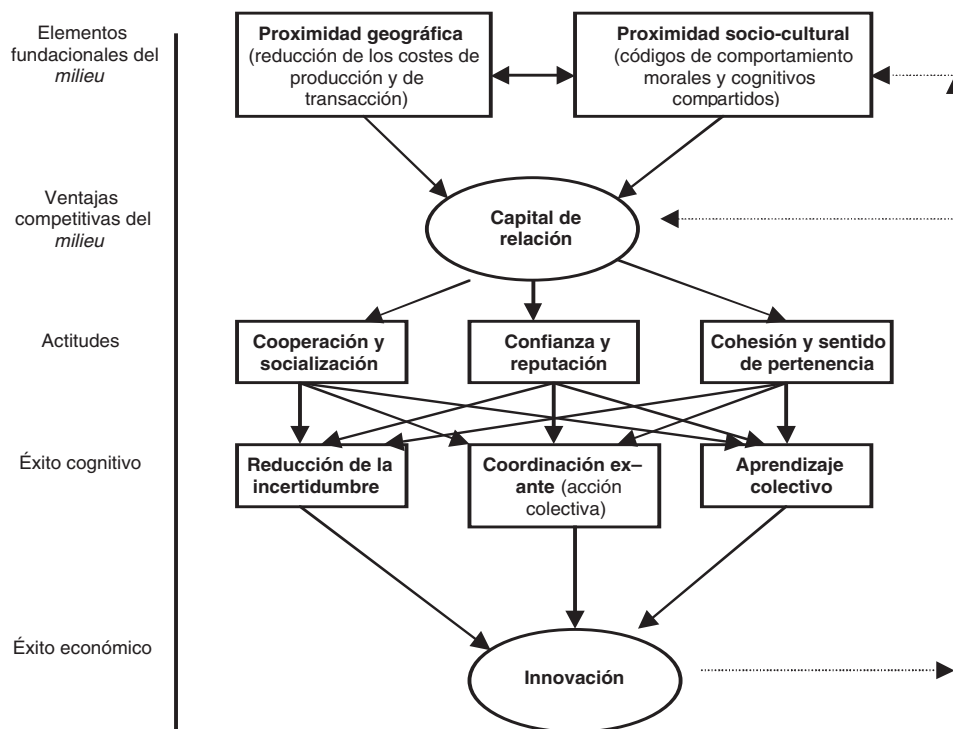 Elementos
fundacionales del
milieu
Proximidad geográfica
(reducción de los costes de
producción y de
transacción)
Proximidad socio-cultural
(códigos de comportamiento
morales y cognitivos
compartidos)
Ventajas
competitivas del
milieu
Capital de
relación
Actitudes
Cooperación y
socialización
Confianza y
reputación
Cohesión y sentido
de pertenencia
Éxito cognitivo
Reducción de la
incertidumbre
Coordinación ex–
ante (acción
colectiva)
Aprendizaje
colectivo
Éxito económico
Innovación